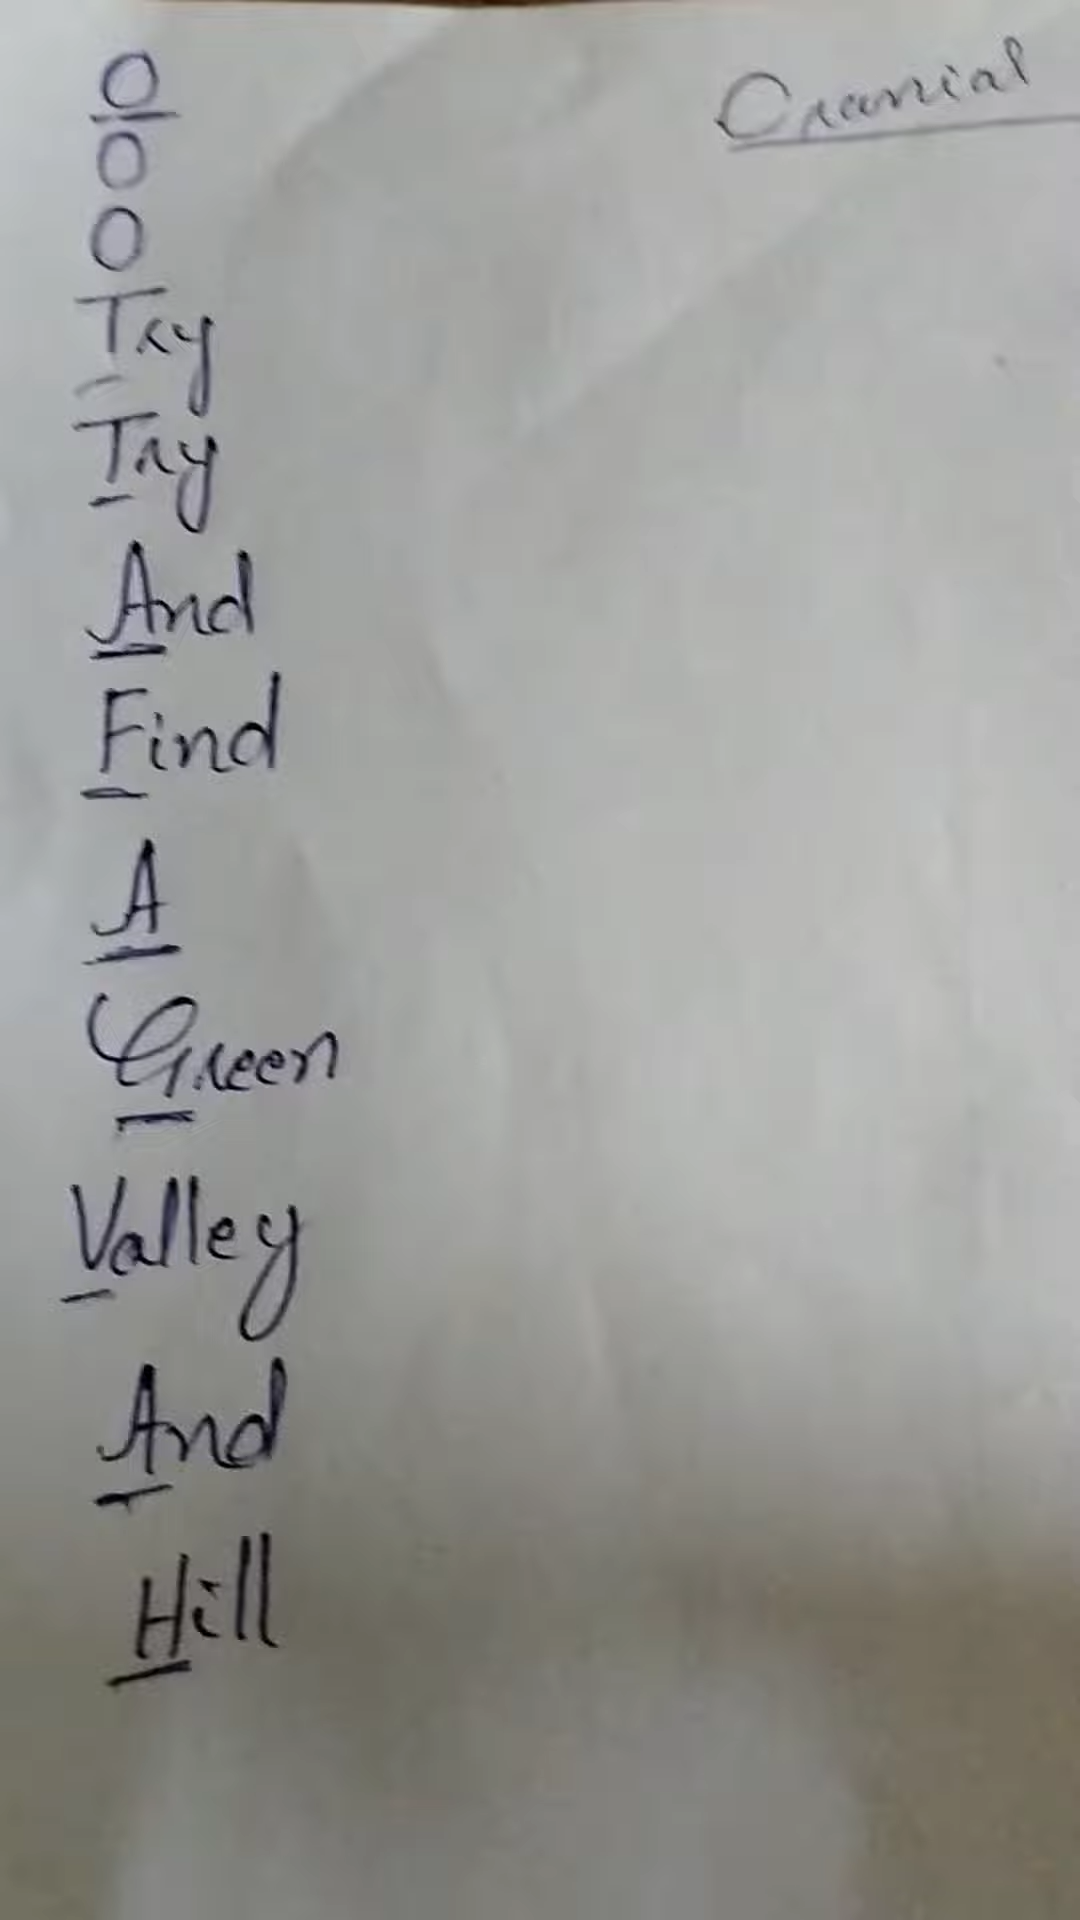 Cranial
O
O
O
Try
Try
And
Find
A
Green
Valley
And
Hill